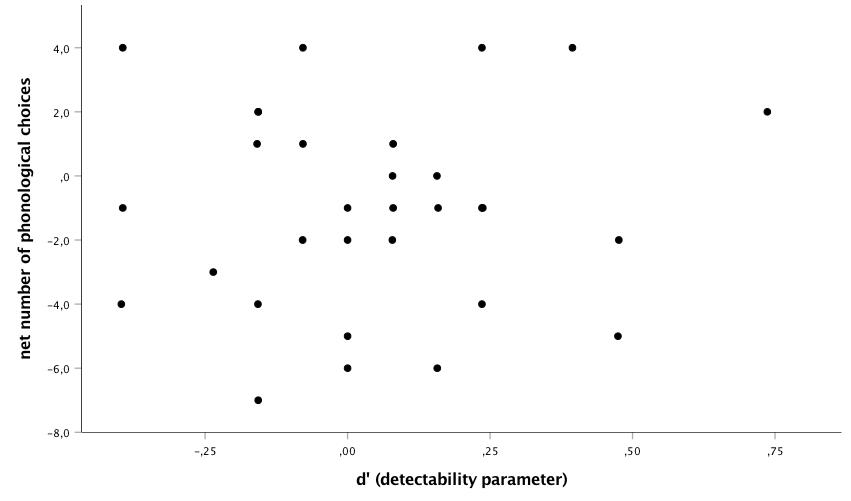 net number of phonological choices
4,0
2,0
,0
-2,0
-4,0
-6,0
-8,0
-,25 ,00 ,25 ,50 ,75
d' (detectability parameter)